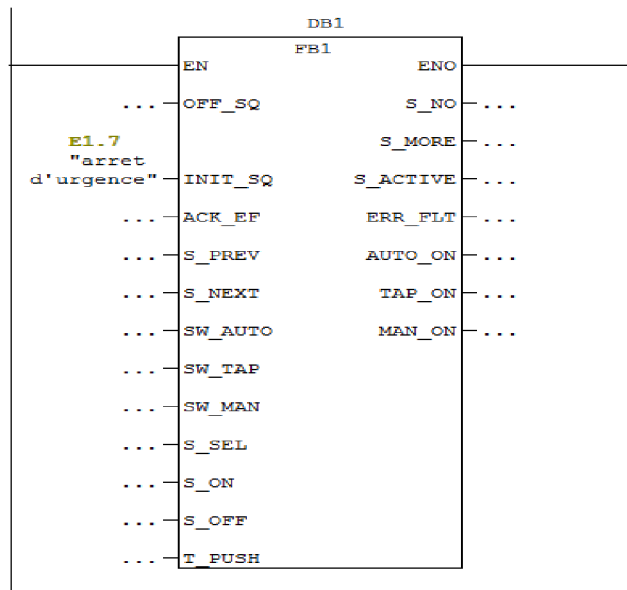 DB1
FB1
EN ENO
... OFF_SQ S_NO ...
E1.7 S_MORE ...
"arret
d'urgence" INIT_SQ S_ACTIVE ...
... ACK_EF ERR_FLT ...
... S_PREV AUTO_ON ...
... S_NEXT TAP_ON ...
... SW_AUTO MAN_ON ...
... SW_TAP
... SW_MAN
... S_SEL
... S_ON
... S_OFF
... T_PUSH